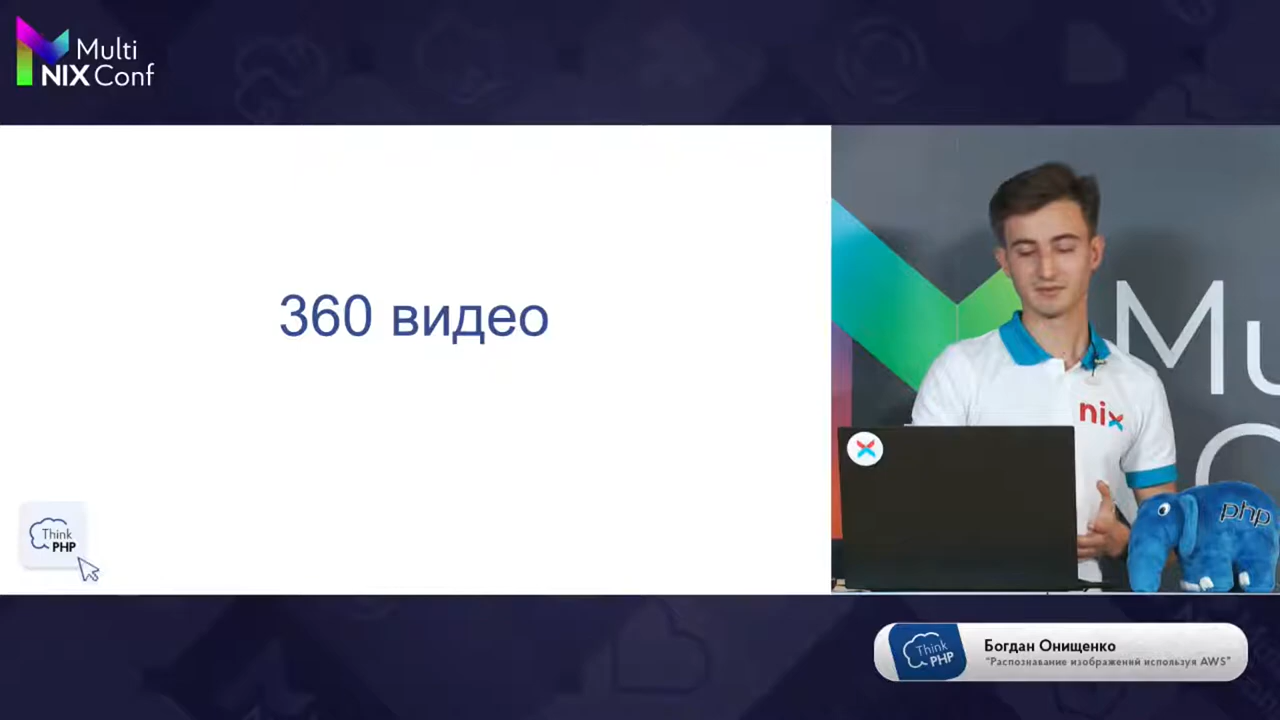 Multi
NIX Conf
360 видео
Think
PHP
Mu
nix
php
Think
PHP
Богдан Онищенко
"Распознавание изображений используя AWS"